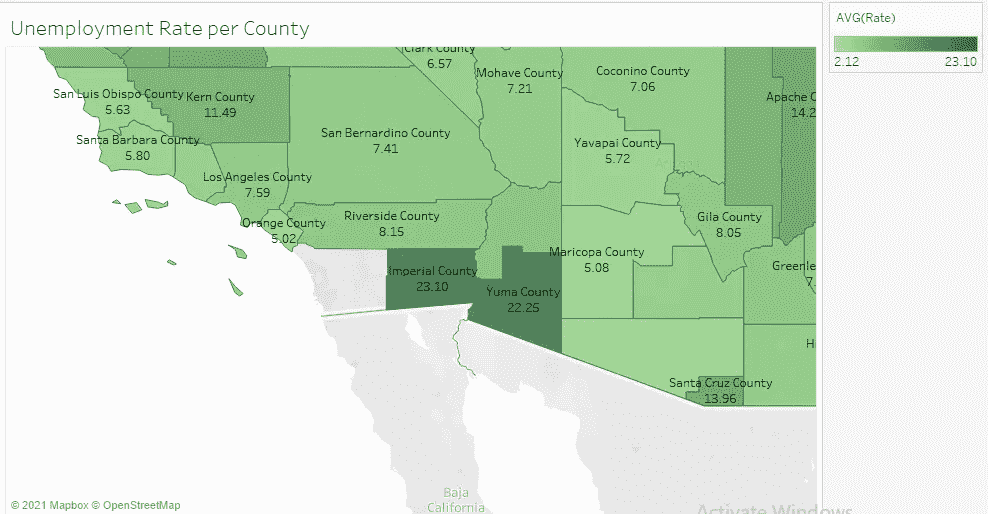 Unemployment Rate per County
AVG(Rate)
2.12 23.10
Clark County
6.57
Mohave County
7.21
Coconino County
7.06
Apache C
14.2
San Luis Obispo County
5.63
Kern County
11.49
San Bernardino County
7.41
Yavapai County
5.72
Santa Barbara County
5.80
Los Angeles County
7.59
Orange County
5.02
Riverside County
8.15
Gila County
8.05
Maricopa County
5.08
Greenle
7.
Imperial County
23.10
Yuma County
22.25
H
Santa Cruz County
13.96
Baja
California
© 2021 Mapbox © OpenStreetMap
Activate Windows